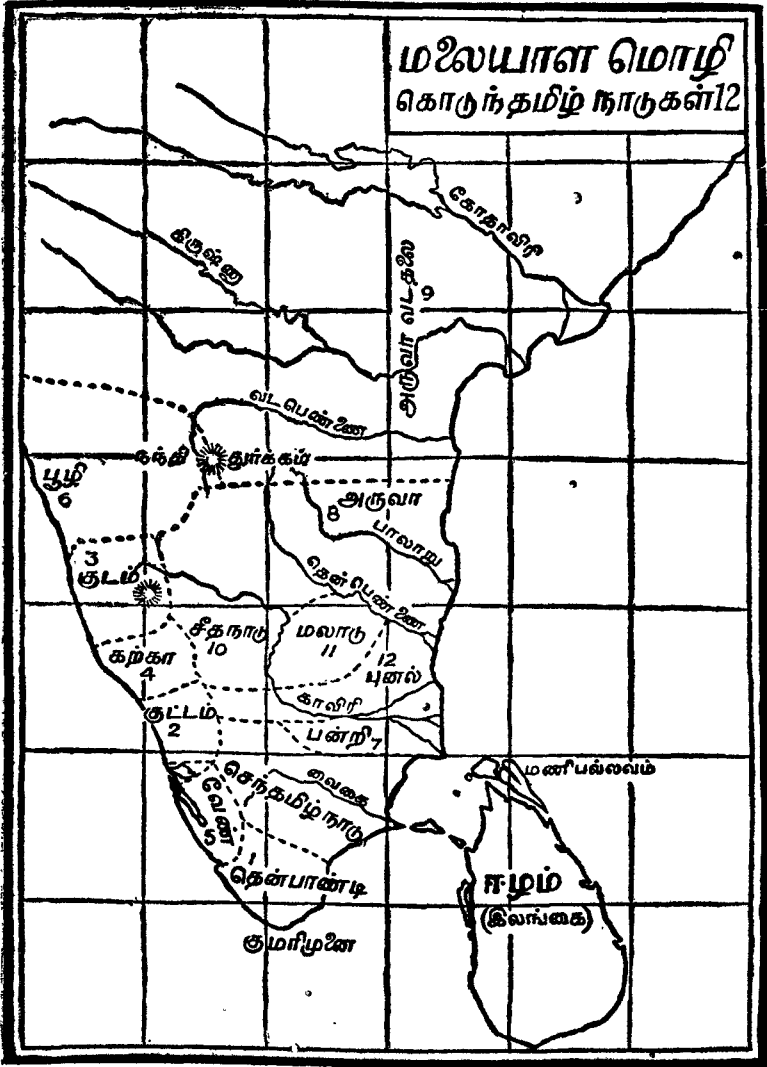 மலையாள மொழி
கொடுந்தமிழ் நாடுகள் 12
கோதாவிரி
கிருஷ்ணா
அருவா வடதலை
9
வடபெண்ணை
நந்தி துர்க்கம்
பூழி
6
அருவா
8
பாலாறு
3
குடம்
தென் பெண்ணை
சீதநாடு
10
மலாடு
11
12
புனல்
கற்கா
4
காவிரி
குட்டம்
2
பன்றி 7
மணிபல்லவம்
வைகை
செந்தமிழ் நாடு
வேண்
5
1
தென்பாண்டி
ஈழம்
(இலங்கை)
குமரிமுனை